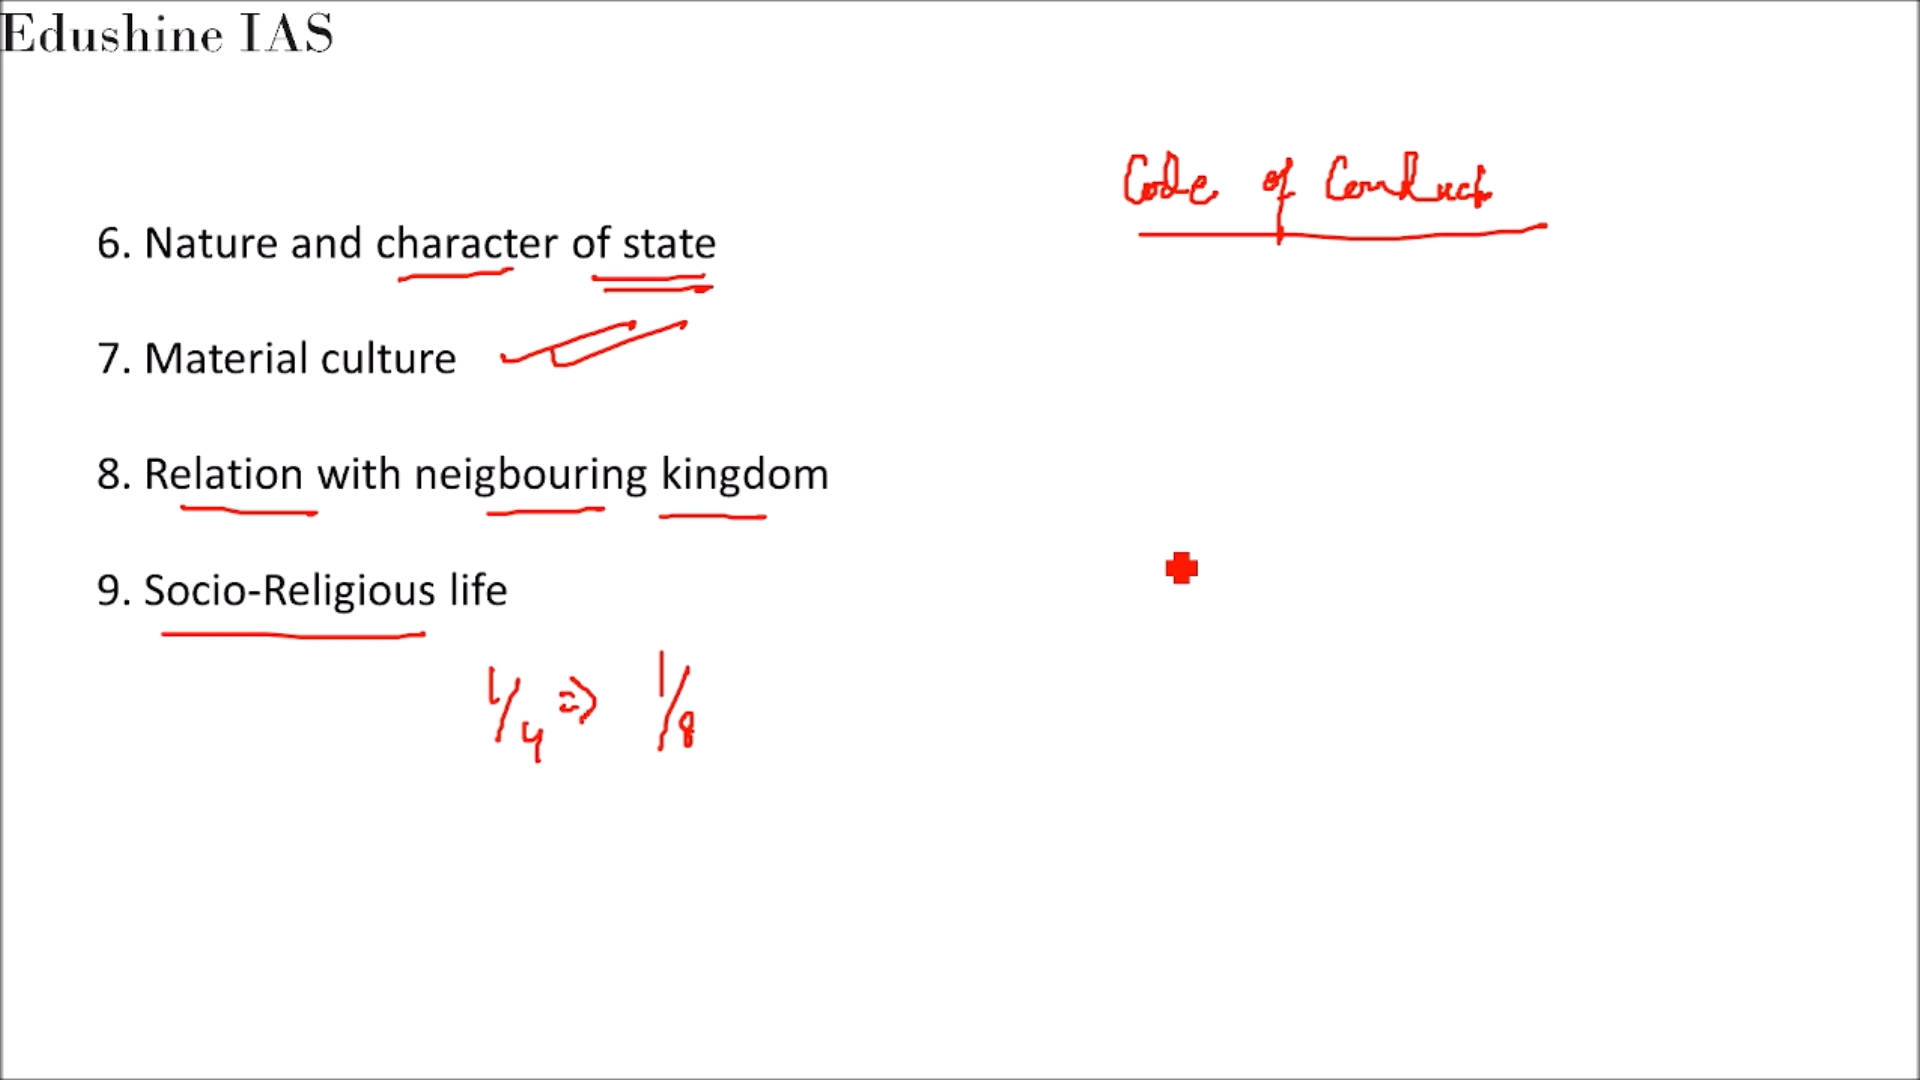 Edushine IAS
Code of Conduct
6. Nature and character of state
7. Material culture
8. Relation with neigbouring kingdom
9. Socio-Religious life
1/4 => 1/8